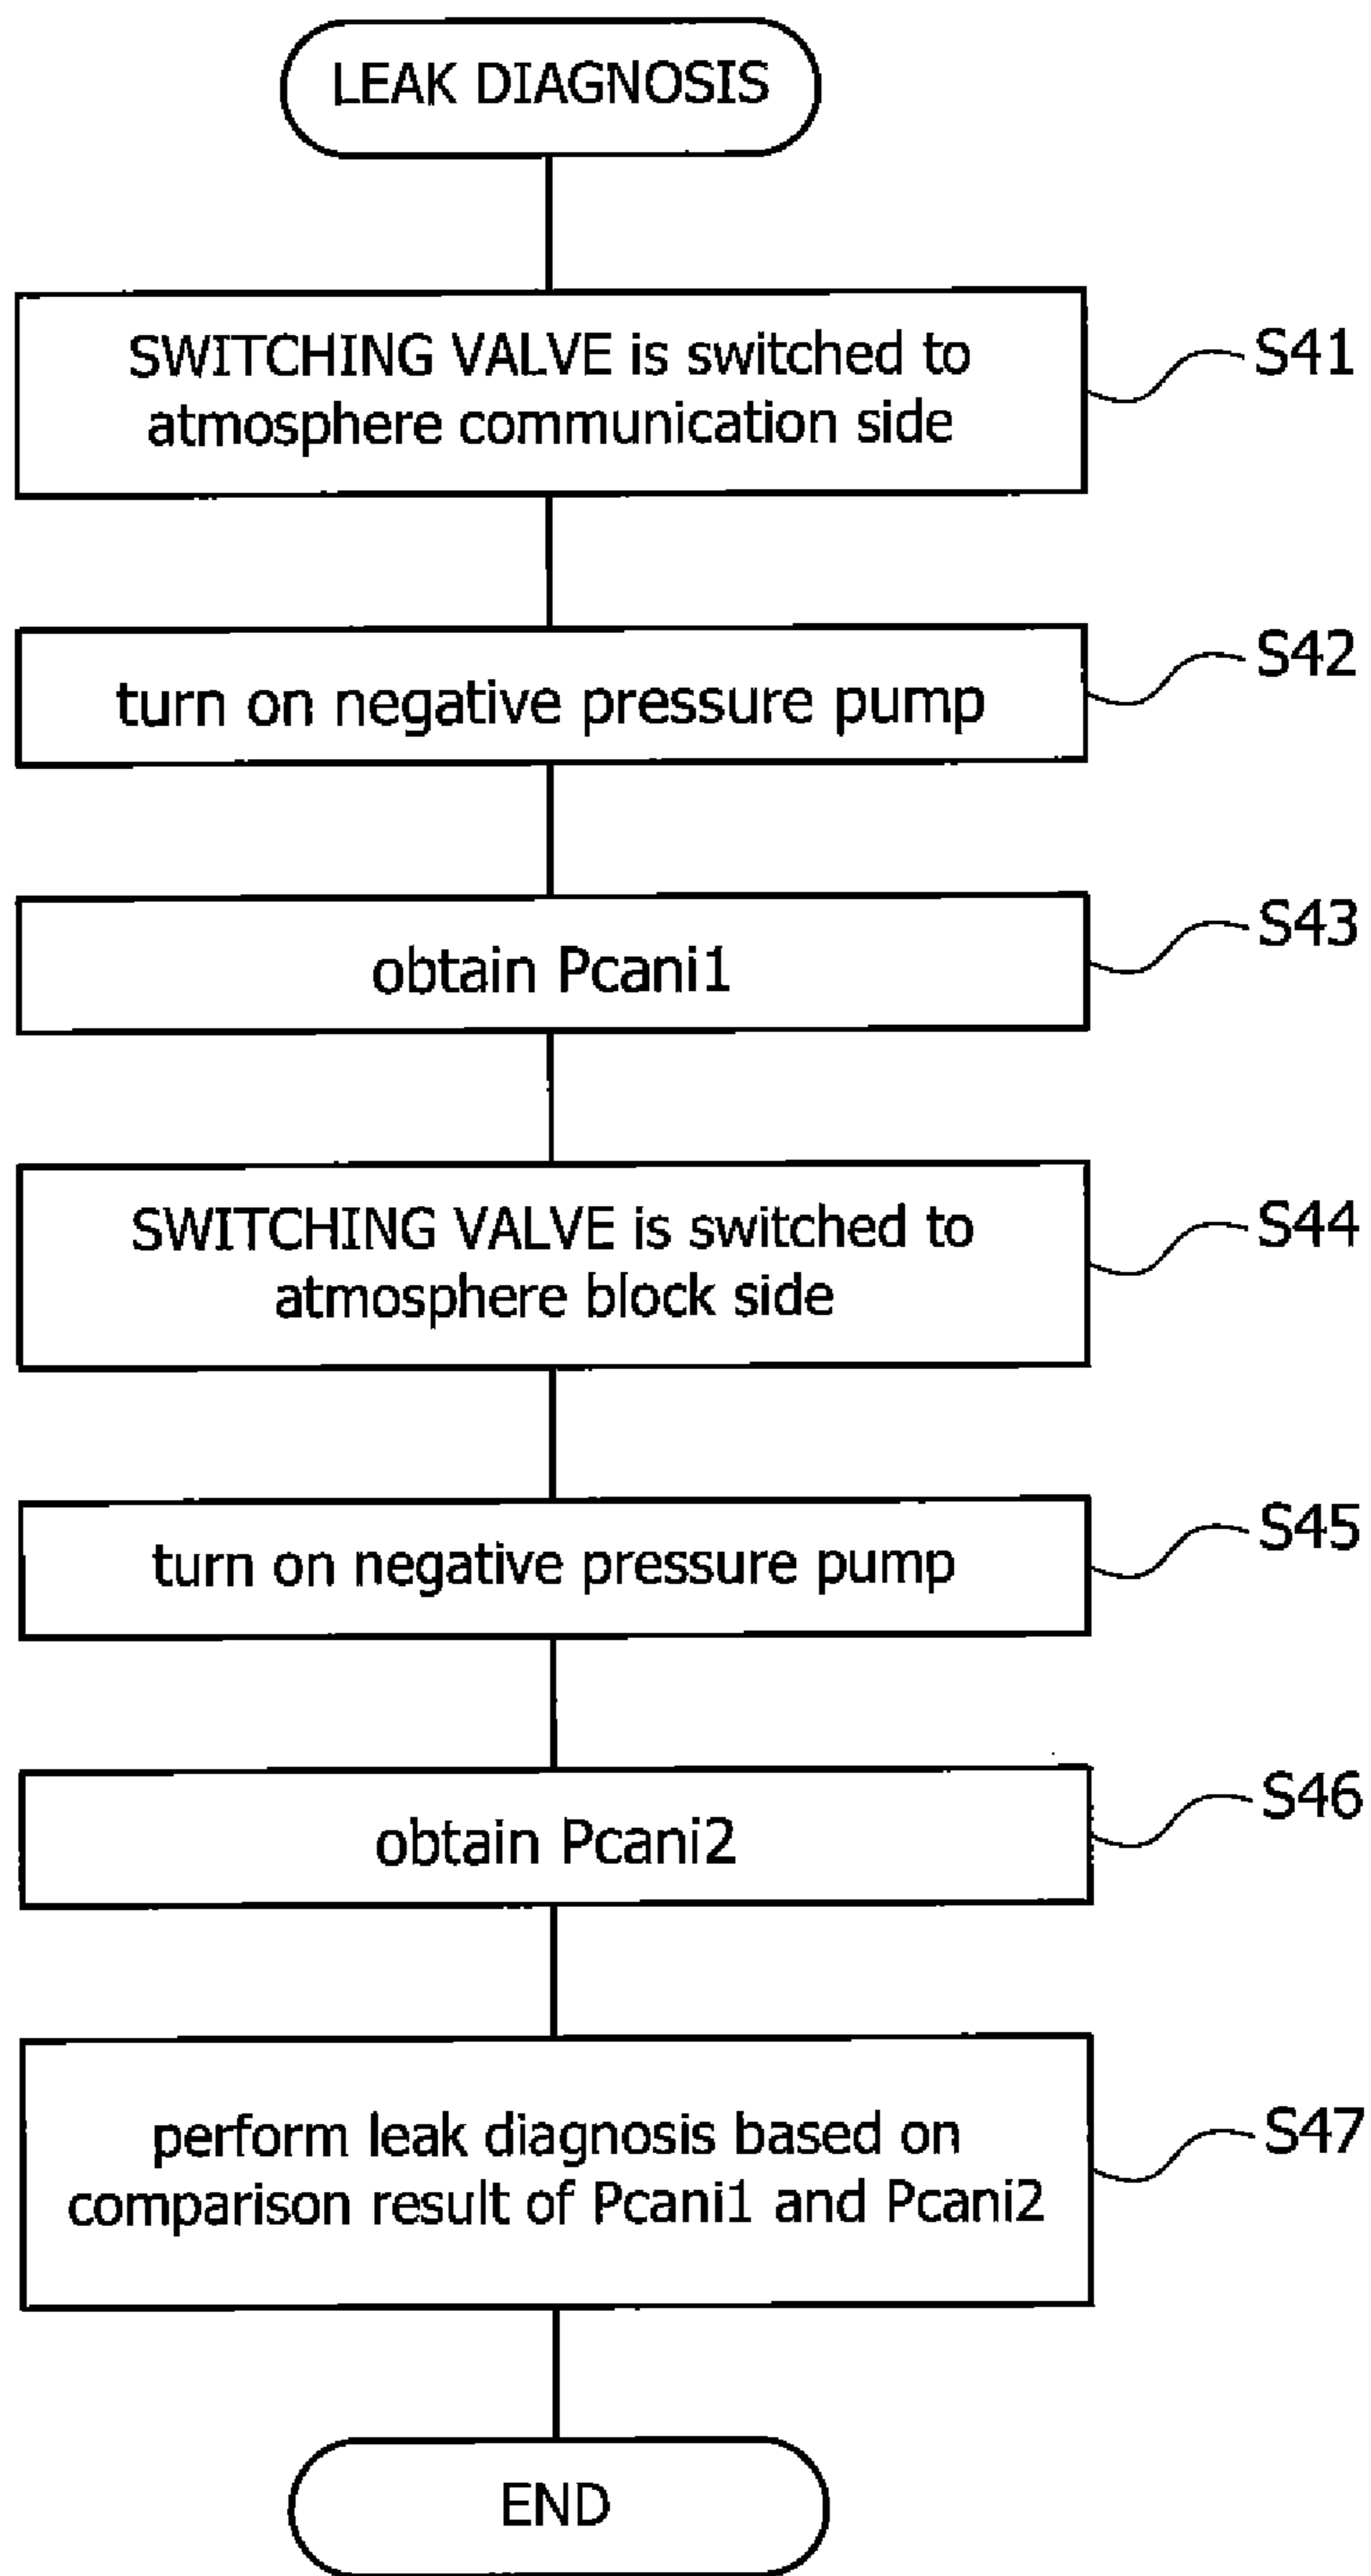 LEAK DIAGNOSIS
SWITCHING VALVE is switched to
atmosphere communication side
S41
turn on negative pressure pump
S42
obtain Pcani1
S43
SWITCHING VALVE is switched to
atmosphere block side
S44
turn on negative pressure pump
S45
obtain Pcani2
S46
perform leak diagnosis based on
comparison result of Pcani1 and Pcani2
S47
END